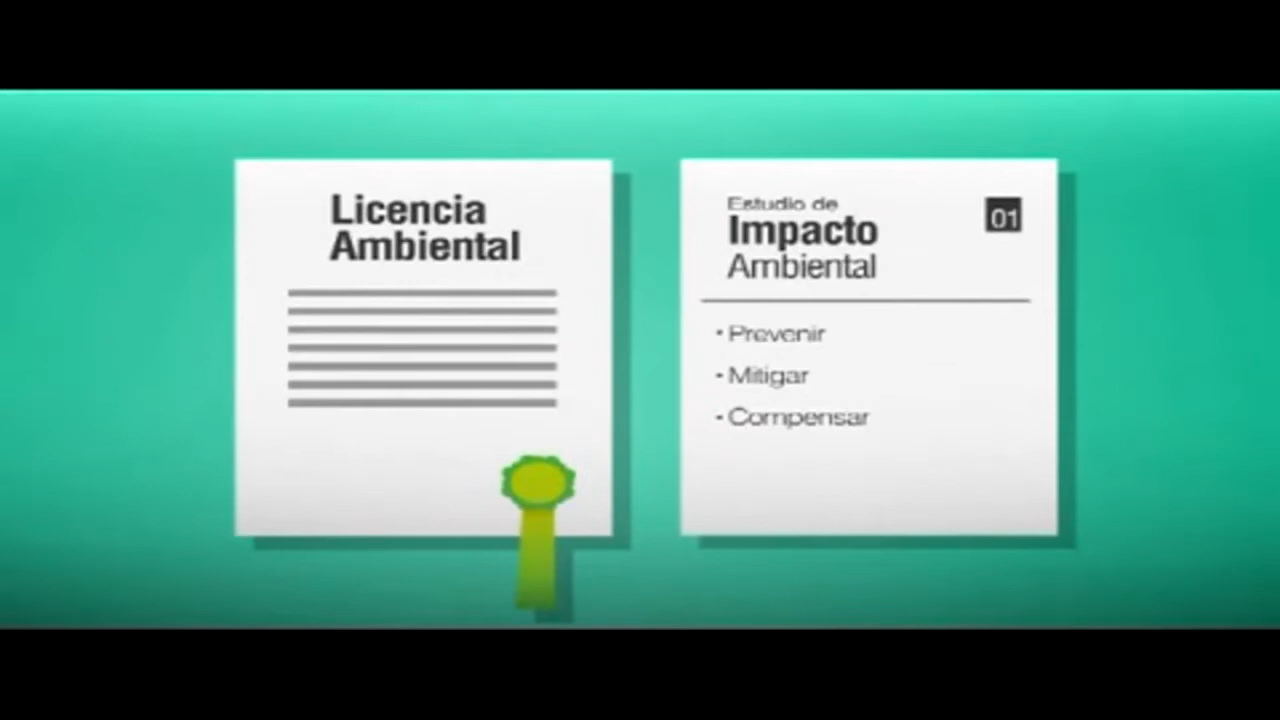 Licencia
Ambiental
Estudio de
Impacto
Ambiental
01
· Prevenir
· Mitigar
· Compensar